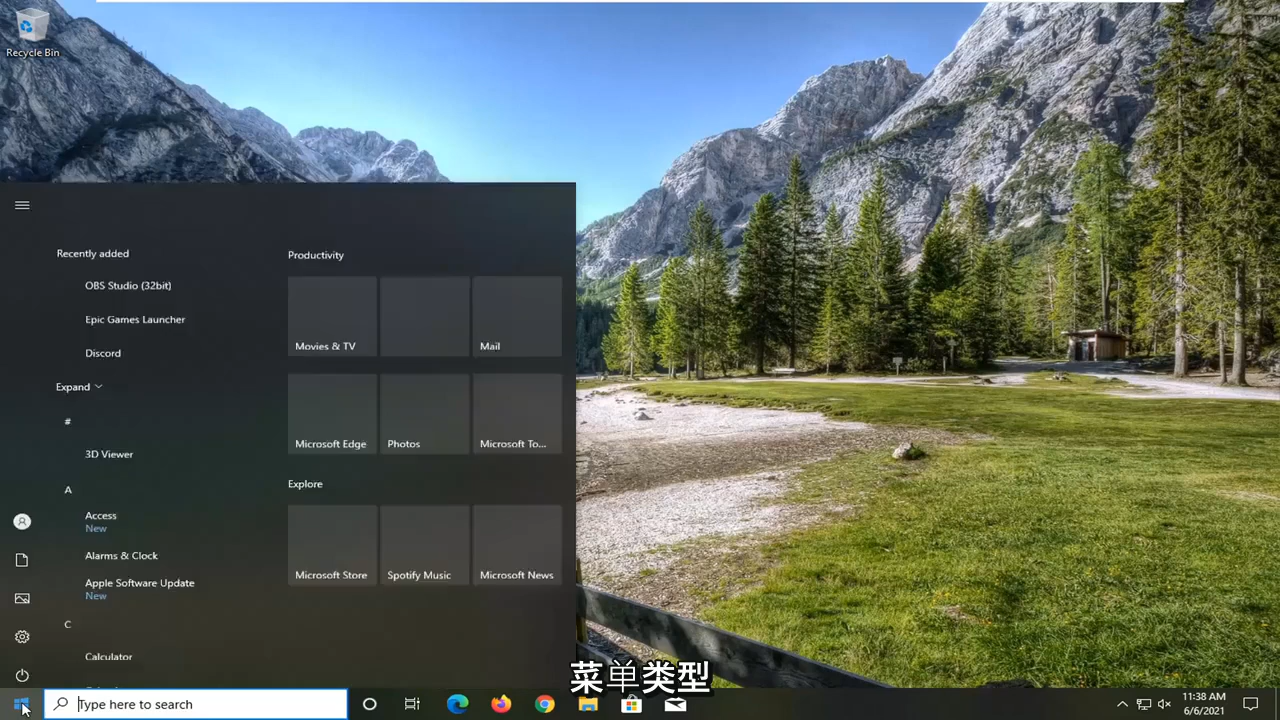 Recycle Bin
Recently added
OBS Studio (32bit)
Epic Games Launcher
Discord
Expand
#
3D Viewer
A
Access
New
Alarms & Clock
Apple Software Update
New
C
Calculator
Productivity
Movies & TV
Mail
Microsoft Edge
Photos
Microsoft To...
Explore
Microsoft Store
Spotify Music
Microsoft News
菜单类型
Type here to search
11:38 AM
6/6/2021